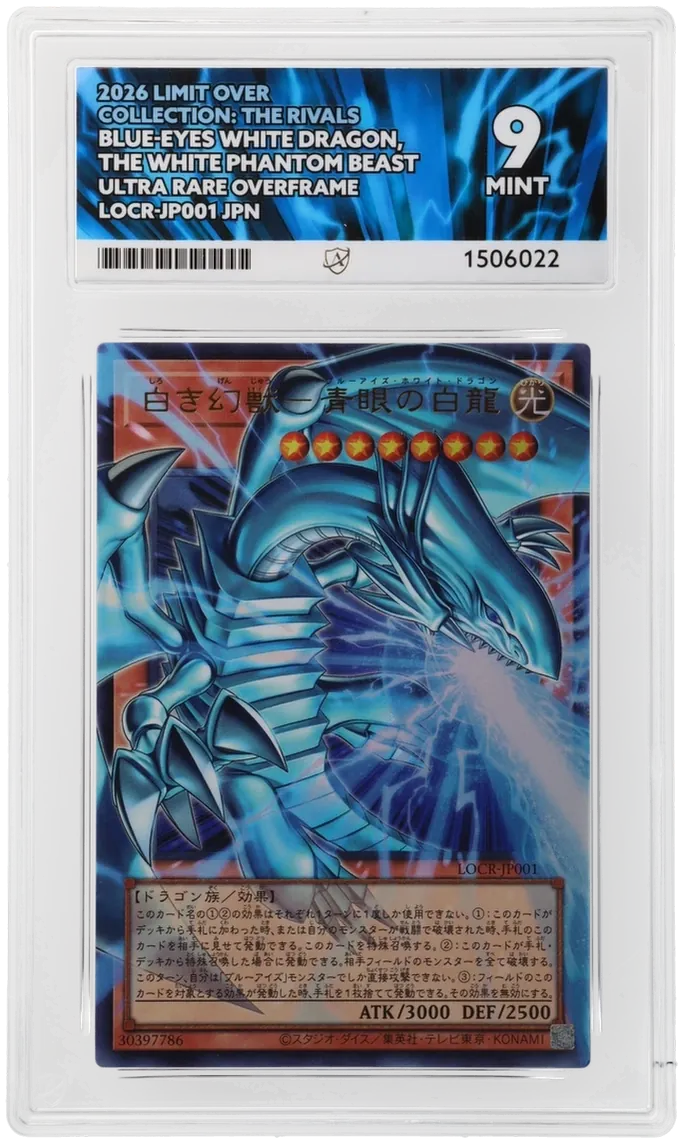 2026 LIMIT OVER
COLLECTION: THE RIVALS
BLUE-EYES WHITE DRAGON,
THE WHITE PHANTOM BEAST
ULTRA RARE OVERFRAME
LOCR-JP001 JPN
9
MINT
1506022
白き幻獣－青眼の白龍
光
LOCR-JP001
【ドラゴン族／効果】
このカード名の①②の効果はそれぞれ1ターンに1度しか使用できない。①：このカードが
デッキから手札に加わった時、または自分のモンスターが戦闘で破壊された時、手札のこの
カードを相手に見せて発動できる。このカードを特殊召喚する。②：このカードが手札・
デッキから特殊召喚した場合に発動できる。相手フィールドのモンスターを全て破壊する。
このターン、自分は「ブルーアイズ」モンスターでしか直接攻撃できない。③：フィールドのこの
カードを対象とする効果が発動した時、手札を1枚捨てて発動できる。その効果を無効にする。
ATK/3000 DEF/2500
30397786
©スタジオ・ダイス／集英社・テレビ東京・KONAMI